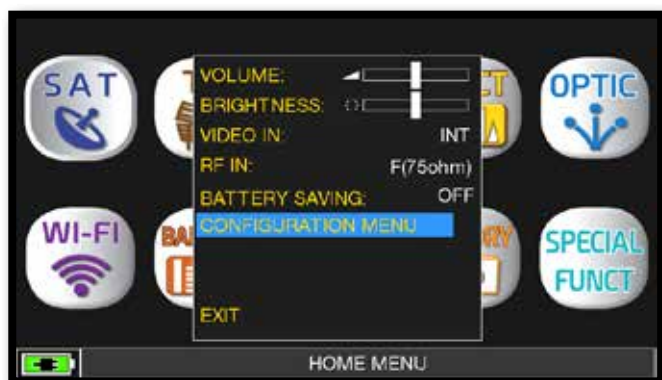 SAT
VOLUME:
BRIGHTNESS:
VIDEO IN: INT
RF IN: F(75ohm)
BATTERY SAVING: OFF
CONFIGURATION MENU
EXIT
OPTIC
WI-FI
SPECIAL
FUNCT
HOME MENU